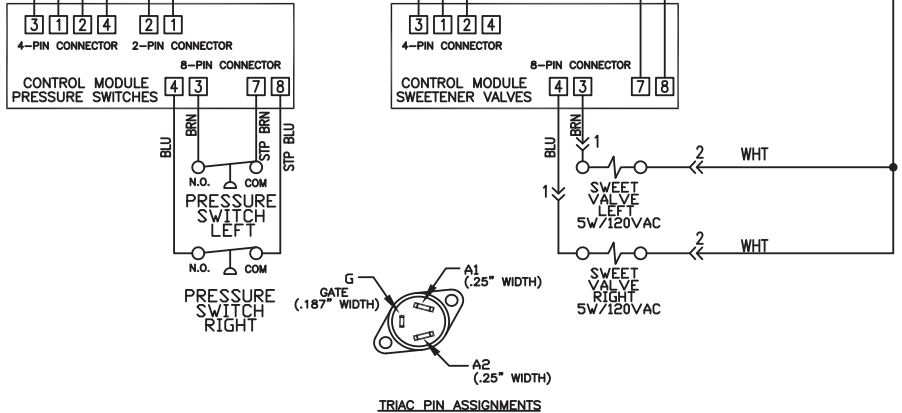 3 1 2 4 2 1
4-PIN CONNECTOR 2-PIN CONNECTOR
8-PIN CONNECTOR
CONTROL MODULE
PRESSURE SWITCHES
4 3 7 8
BLU
BRN
STP BRN
STP BLU
N.O. COM
PRESSURE
SWITCH
LEFT
N.O. COM
PRESSURE
SWITCH
RIGHT
3 1 2 4
4-PIN CONNECTOR
8-PIN CONNECTOR
CONTROL MODULE
SWEETENER VALVES
4 3 7 8
BLU
BRN
1
1
2 WHT
SWEET
VALVE
LEFT
5W/120VAC
2 WHT
SWEET
VALVE
RIGHT
5W/120VAC
G
GATE
(.187" WIDTH)
A1
(.25" WIDTH)
A2
(.25" WIDTH)
TRIAC PIN ASSIGNMENTS